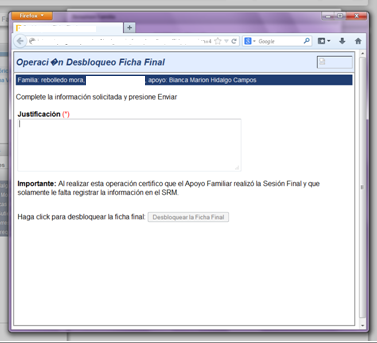 Firefox
Google
Operaci�n Desbloqueo Ficha Final
Familia: rebolledo mora, , apoyo: Bianca Marion Hidalgo Campos
Complete la información solicitada y presione Enviar
Justificación (*)
Importante: Al realizar esta operación certifico que el Apoyo Familiar realizó la Sesión Final y que
solamente le falta registrar la información en el SRM.
Haga click para desbloquear la ficha final: Desbloquear la Ficha Final